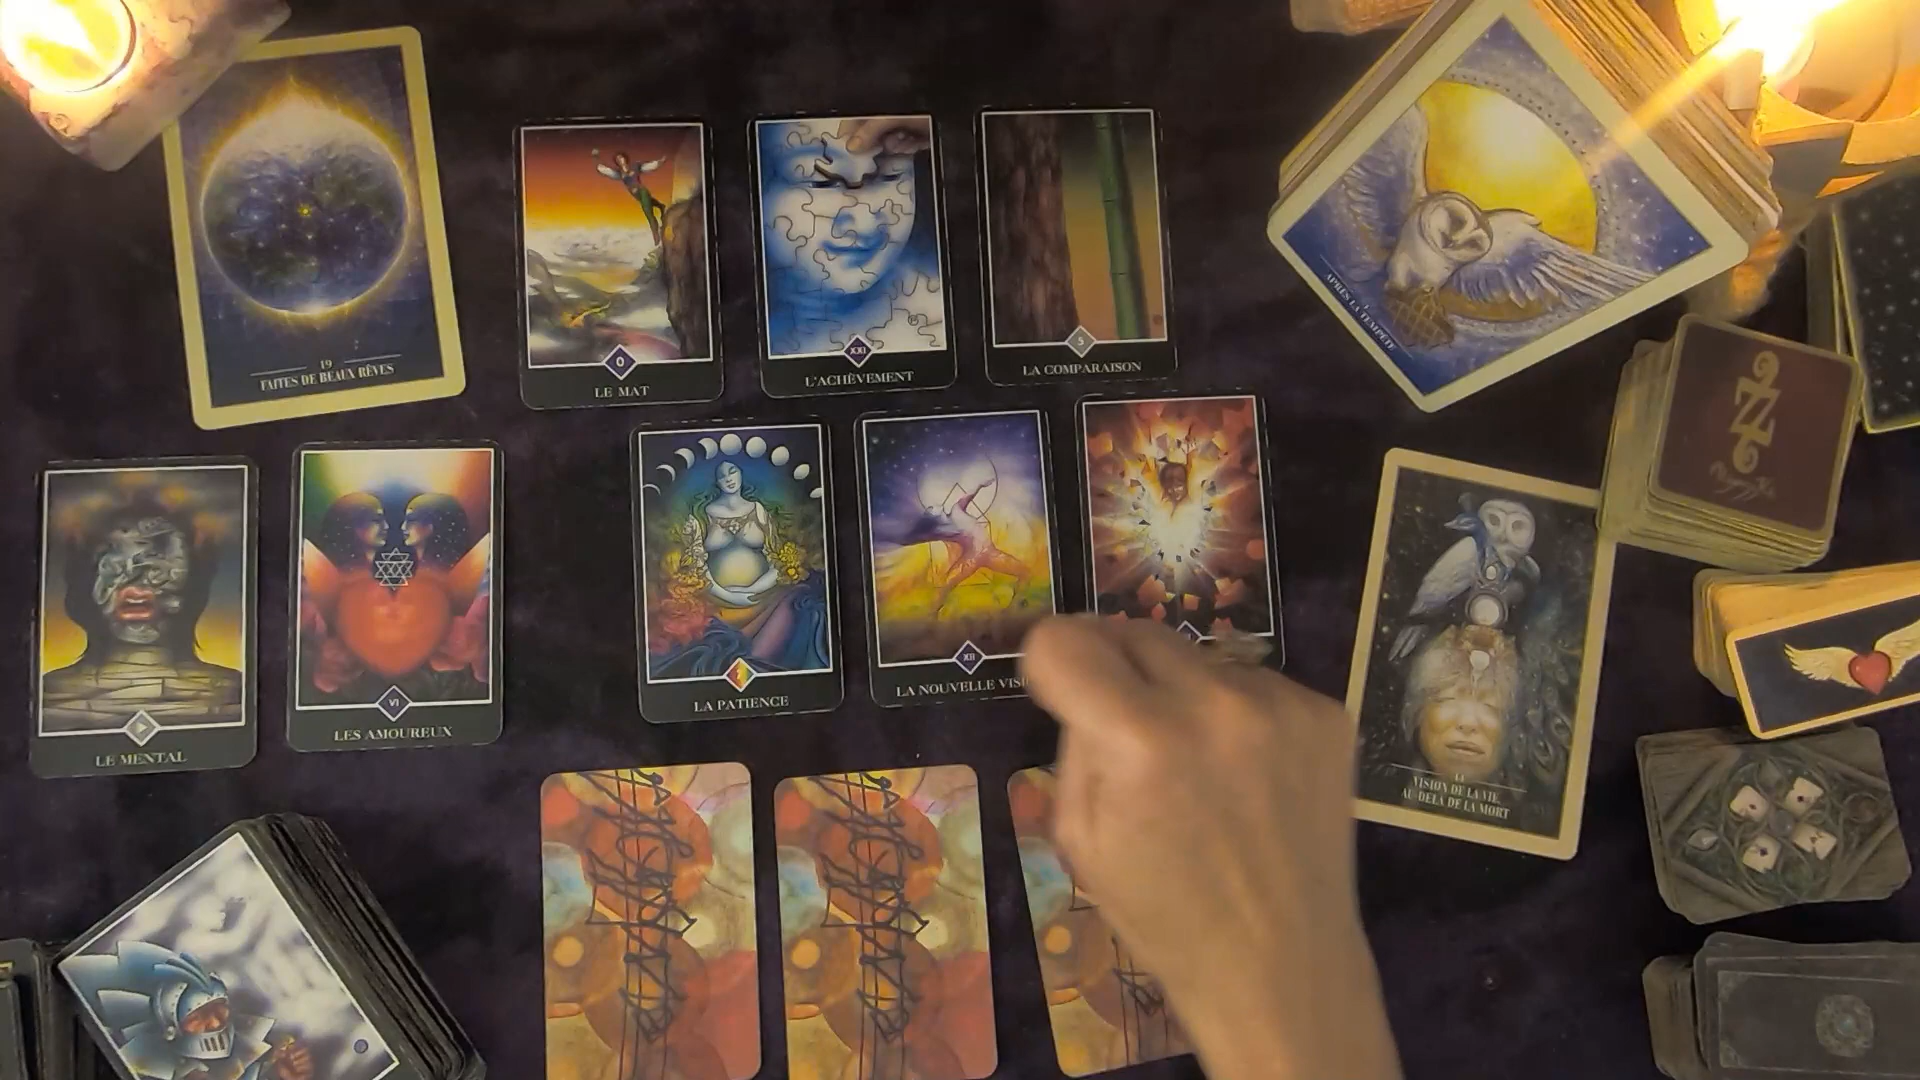 19
FAITES DE BEAUX RÊVES
0
LE MAT
XXI
L'ACHÈVEMENT
5
LA COMPARAISON
APRÈS LA TEMPÊTE
LE MENTAL
VI
LES AMOUREUX
LA PATIENCE
XII
LA NOUVELLE VISI
VISION DE LA VIE,
AU-DELÀ DE LA MORT